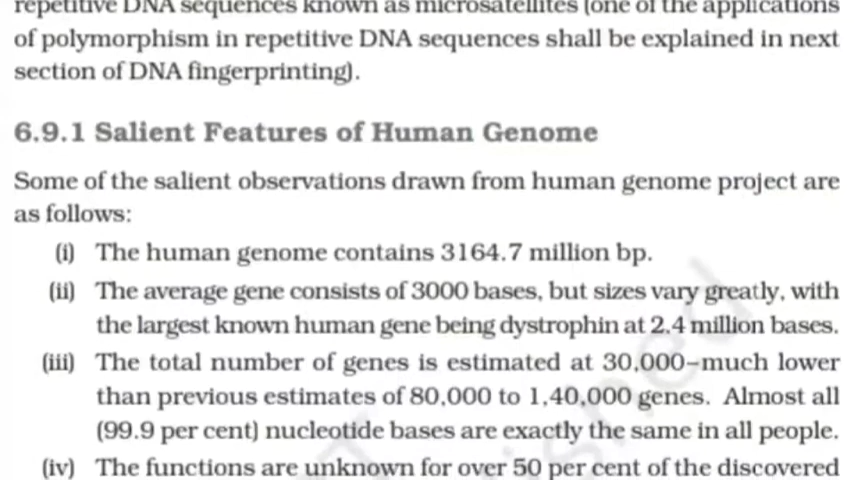 repetitive DNA sequences known as microsatellites (one of the applications
of polymorphism in repetitive DNA sequences shall be explained in next
section of DNA fingerprinting).
6.9.1 Salient Features of Human Genome
Some of the salient observations drawn from human genome project are
as follows:
(i) The human genome contains 3164.7 million bp.
(ii) The average gene consists of 3000 bases, but sizes vary greatly, with
the largest known human gene being dystrophin at 2.4 million bases.
(iii) The total number of genes is estimated at 30,000–much lower
than previous estimates of 80,000 to 1,40,000 genes. Almost all
(99.9 per cent) nucleotide bases are exactly the same in all people.
(iv) The functions are unknown for over 50 per cent of the discovered